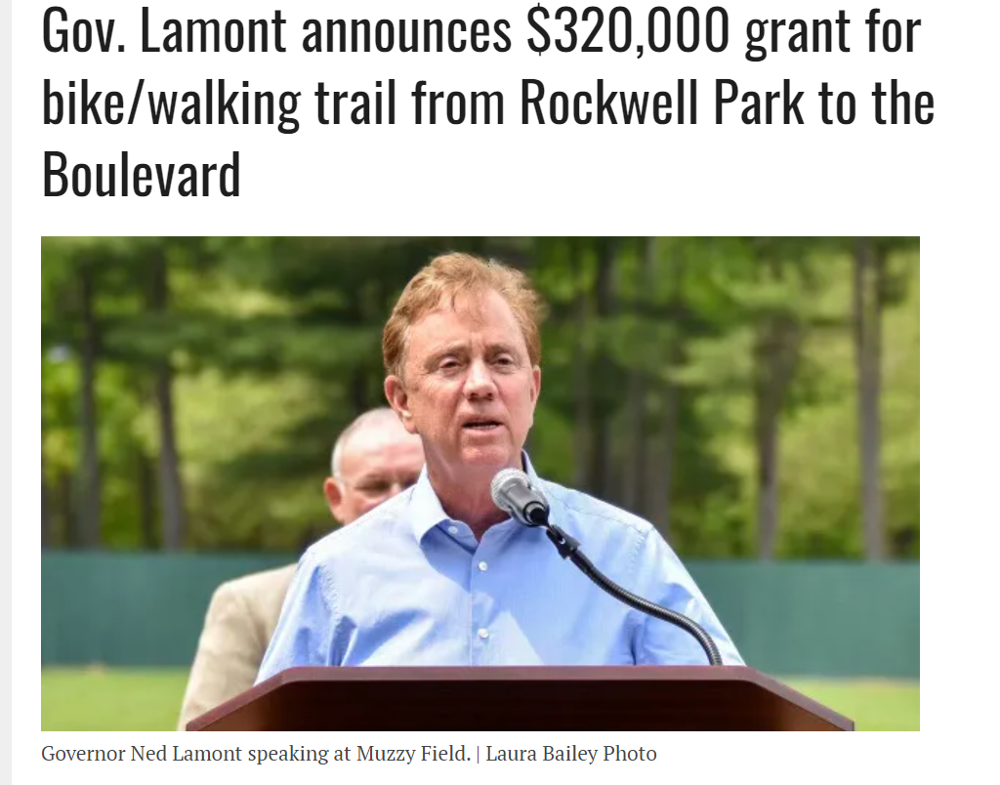 Gov. Lamont announces $320,000 grant for
bike/walking trail from Rockwell Park to the
Boulevard
Governor Ned Lamont speaking at Muzzy Field. | Laura Bailey Photo